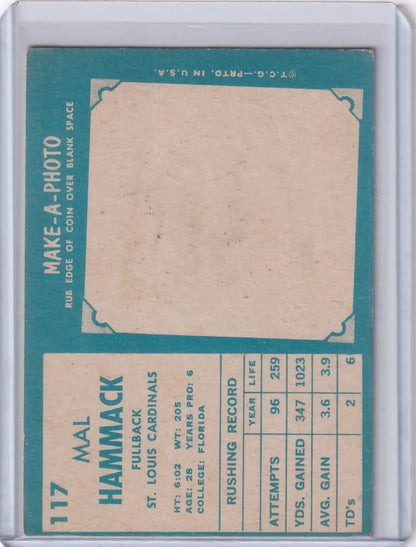 117
MAL
HAMMACK
FULLBACK
ST. LOUIS CARDINALS
HT: 6:02 WT: 205
AGE: 28 YEARS PRO: 6
COLLEGE: FLORIDA
RUSHING RECORD
YEAR LIFE
ATTEMPTS 96 259
YDS. GAINED 347 1023
AVG. GAIN 3.6 3.9
TD's 2 6
MAKE-A-PHOTO
RUB EDGE OF COIN OVER BLANK SPACE
©T.C.G.—PRTD. IN U.S.A.